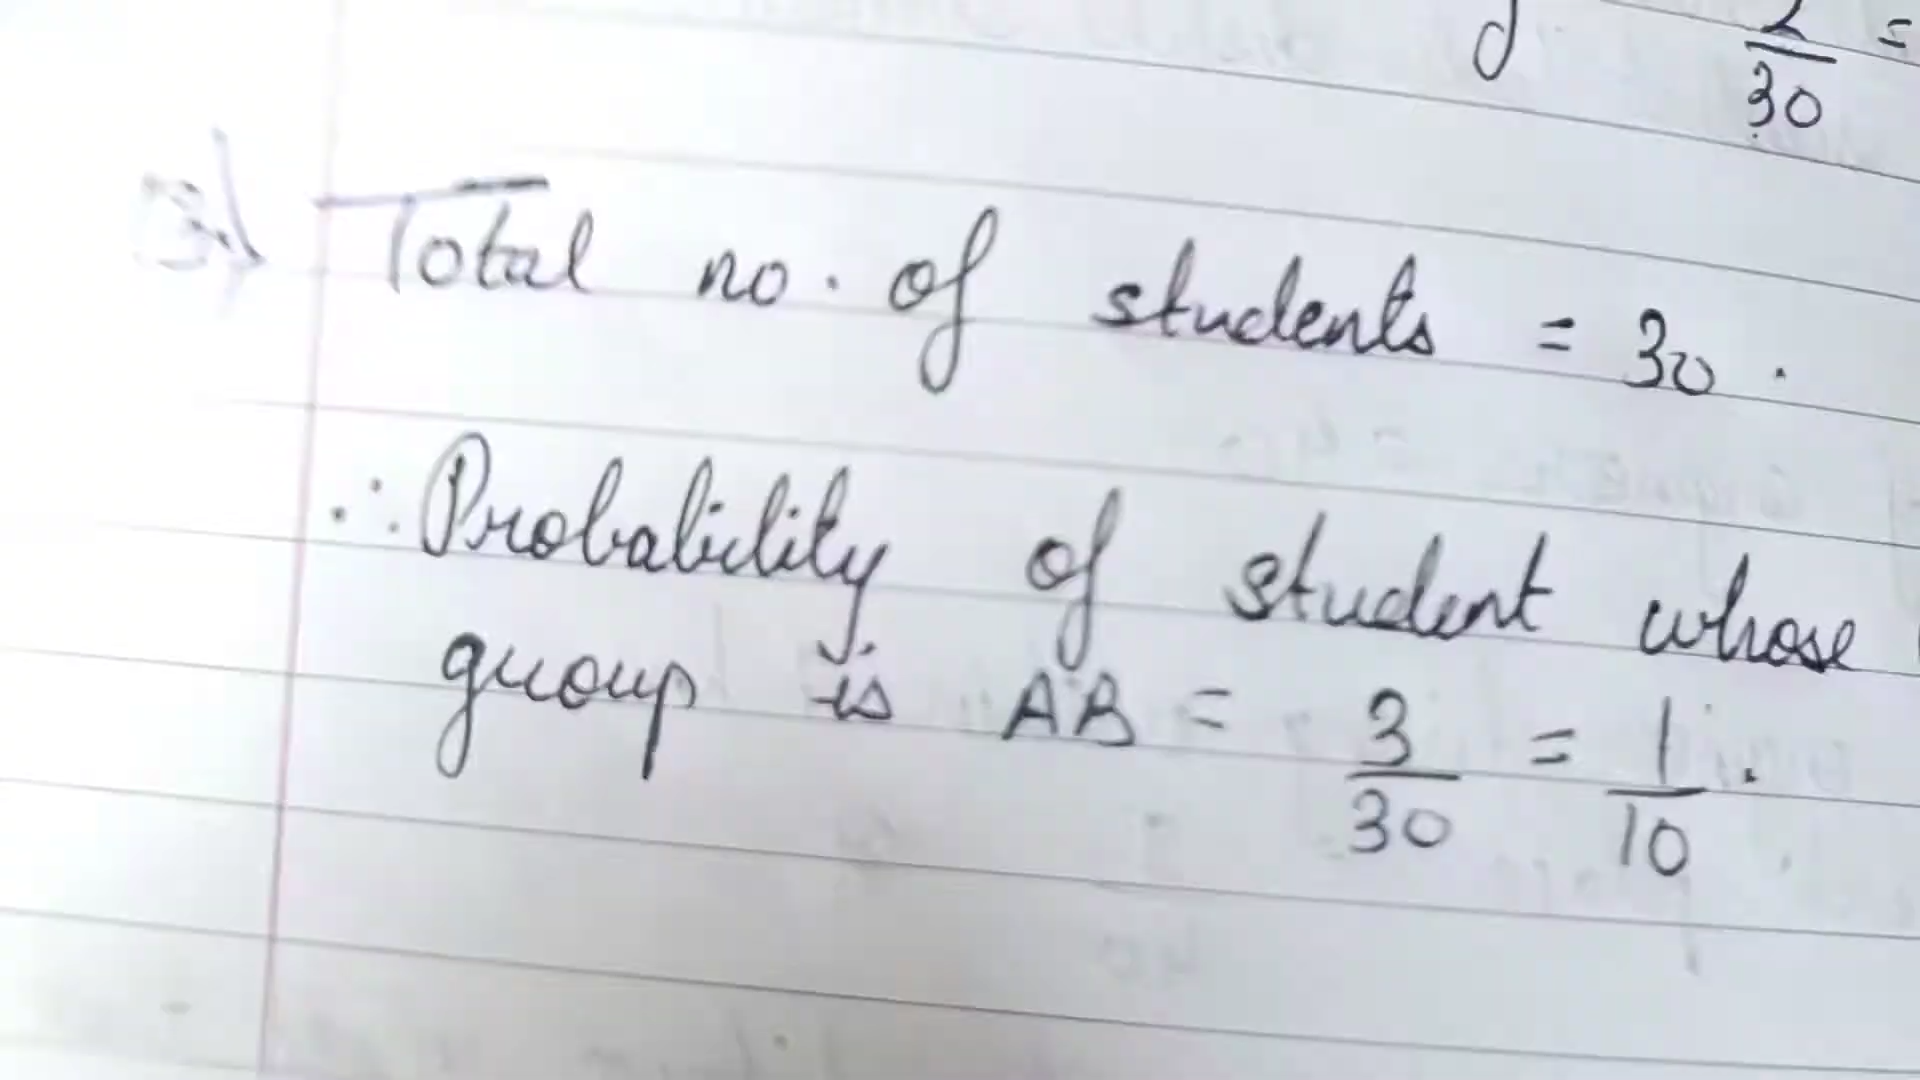 2/30 =
3) Total no. of students = 30.
∴ Probability of student whose
group is AB = 3/30 = 1/10.